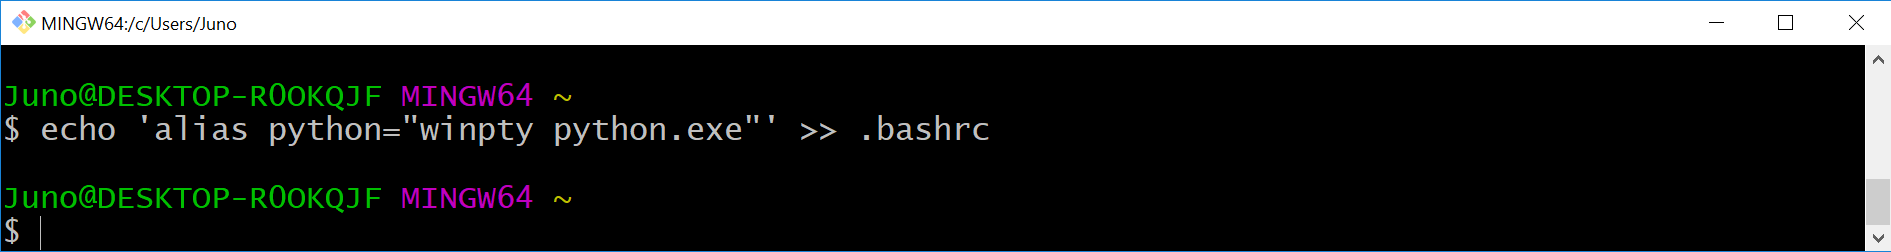 MINGW64:/c/Users/Juno
Juno@DESKTOP-R0OKQJF MINGW64 ~
$ echo 'alias python="winpty python.exe"' >> .bashrc
Juno@DESKTOP-R0OKQJF MINGW64 ~
$